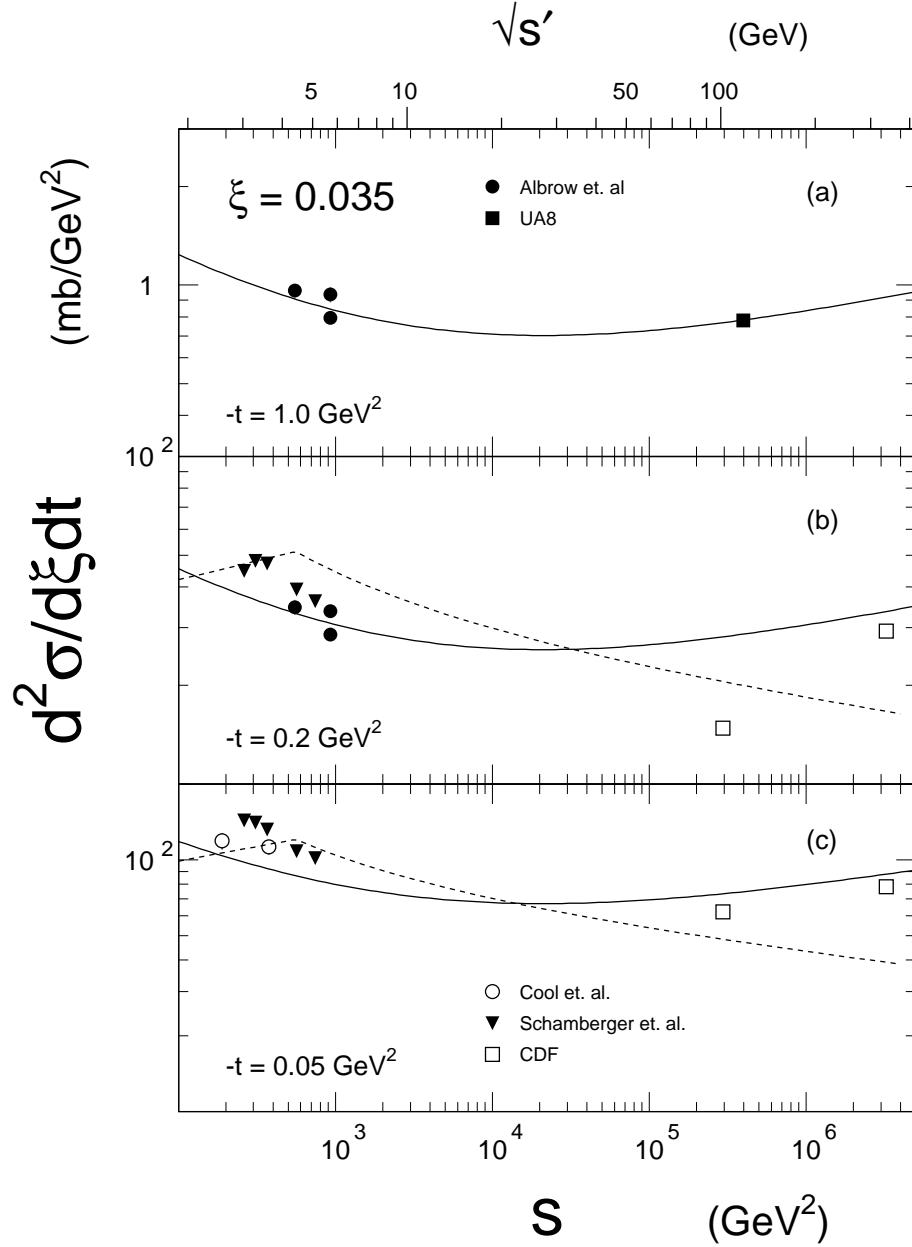 √s′ (GeV)
5 10 50 100
ξ = 0.035
Albrow et. al
UA8
(a)
(mb/GeV²)
1
-t = 1.0 GeV²
10²
(b)
d²σ/dξdt
-t = 0.2 GeV²
(c)
10²
Cool et. al.
Schamberger et. al.
CDF
-t = 0.05 GeV²
10³ 10⁴ 10⁵ 10⁶
s (GeV²)